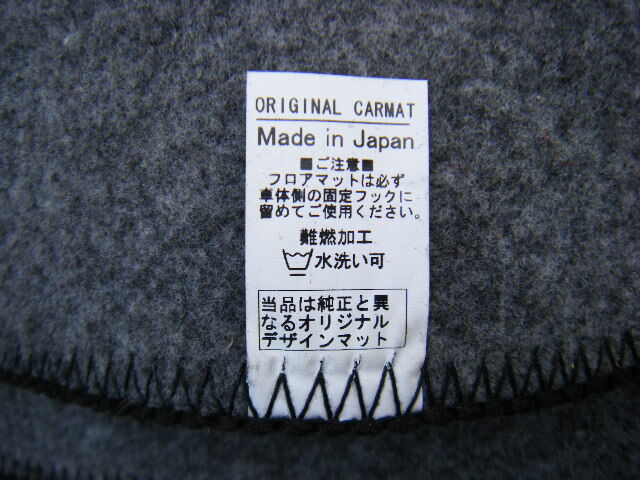 ORIGINAL CARMAT
Made in Japan
■ご注意■
フロアマットは必ず
車体側の固定フックに
留めてご使用ください。
難燃加工
水洗い可
当品は純正と異
なるオリジナル
デザインマット